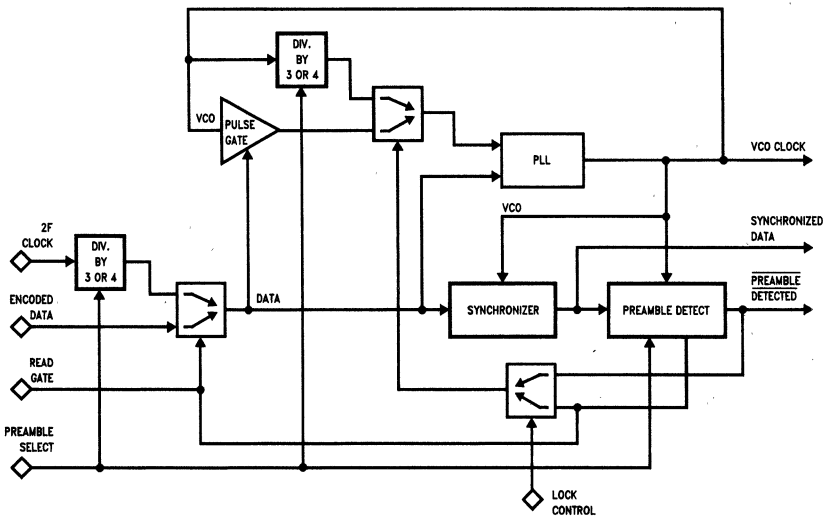 DIV.
BY
3 OR 4
VCO
PULSE
GATE
PLL
VCO CLOCK
2F
CLOCK
DIV.
BY
3 OR 4
VCO
SYNCHRONIZED
DATA
ENCODED
DATA
DATA
SYNCHRONIZER
PREAMBLE DETECT
PREAMBLE
DETECTED
READ
GATE
PREAMBLE
SELECT
LOCK
CONTROL